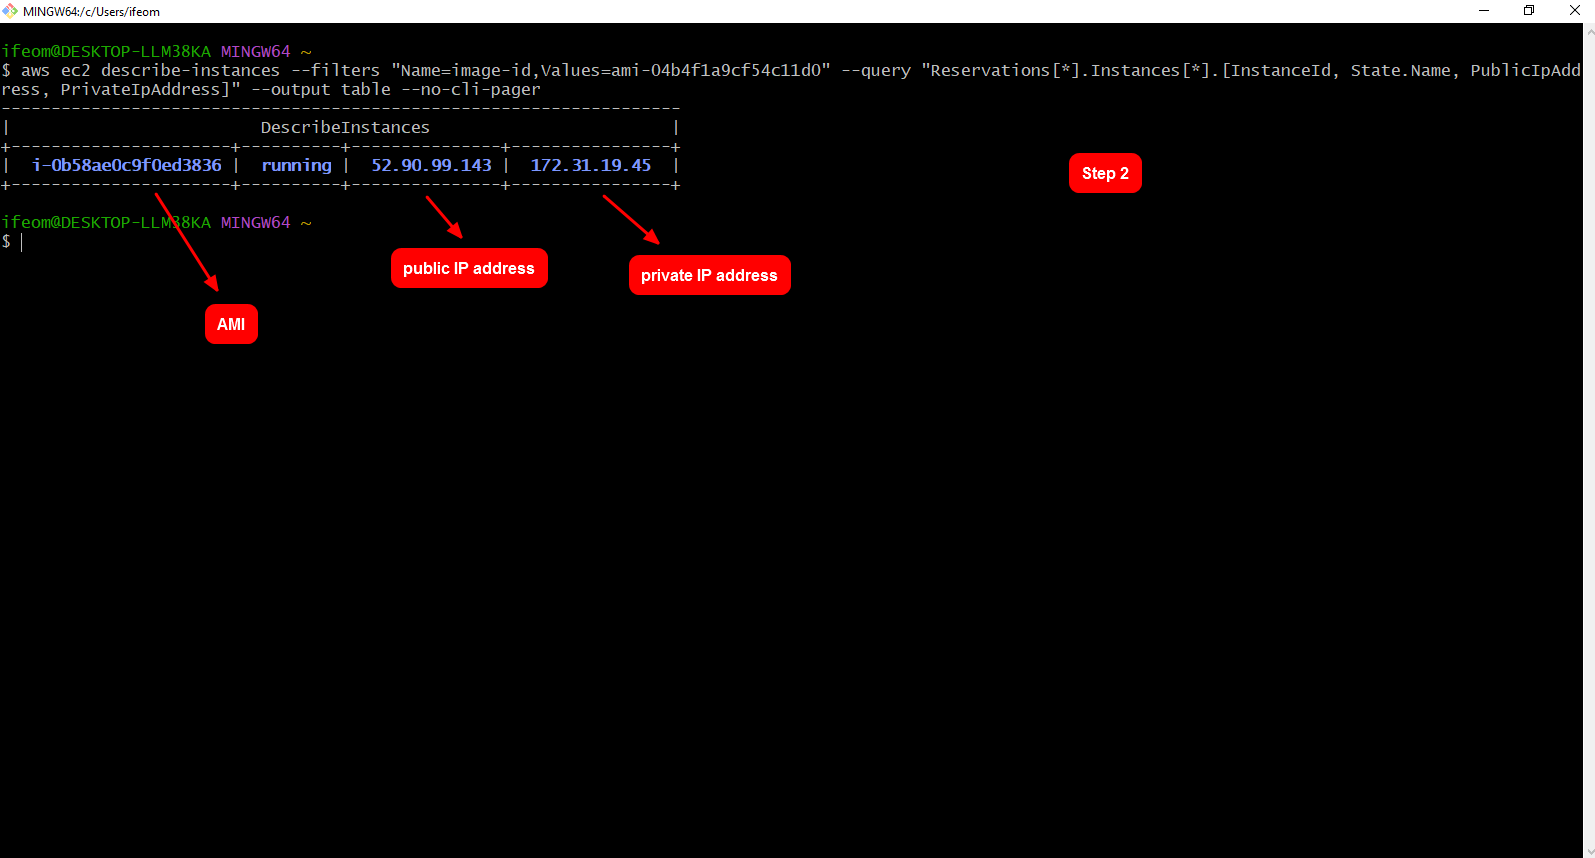 MINGW64:/c/Users/ifeom
ifeom@DESKTOP-LLM38KA MINGW64 ~
$ aws ec2 describe-instances --filters "Name=image-id,Values=ami-04b4f1a9cf54c11d0" --query "Reservations[*].Instances[*].[InstanceId, State.Name, PublicIpAdd
ress, PrivateIpAddress]" --output table --no-cli-pager
--------------------------------------------------------------------
|                         DescribeInstances                        |
+----------------------+----------+---------------+----------------+
|  i-0b58ae0c9f0ed3836 |  running |  52.90.99.143 |  172.31.19.45  |
+----------------------+----------+---------------+----------------+
Step 2
ifeom@DESKTOP-LLM38KA MINGW64 ~
$
public IP address
private IP address
AMI